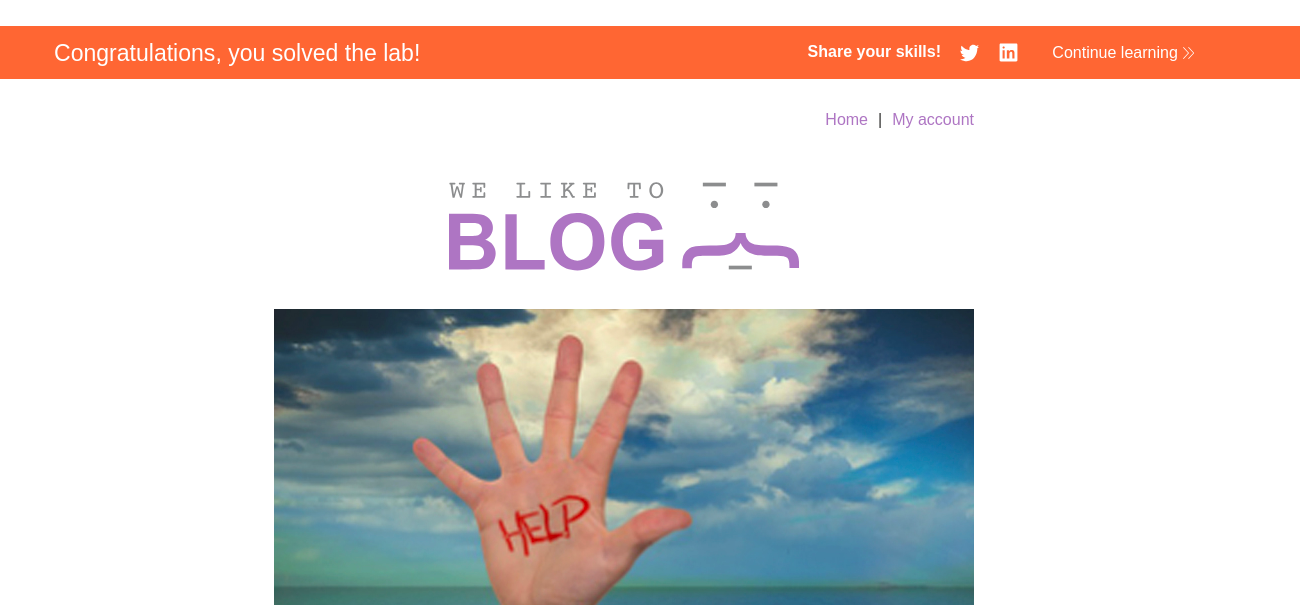 Congratulations, you solved the lab!
Share your skills!
Continue learning
Home | My account
WE LIKE TO
BLOG
HELP